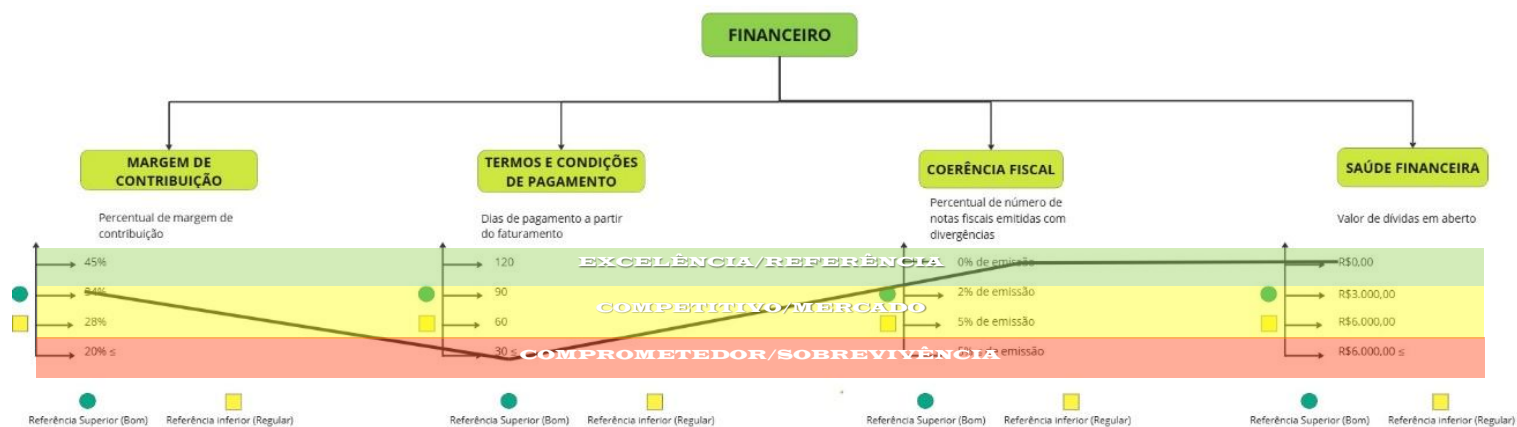 FINANCEIRO
MARGEM DE
CONTRIBUIÇÃO
Percentual de margem de
contribuição
45%
34%
28%
20% ≤
Referência Superior (Bom)
Referência inferior (Regular)
TERMOS E CONDIÇÕES
DE PAGAMENTO
Dias de pagamento a partir
do faturamento
120
90
60
30 ≤
Referência Superior (Bom)
Referência inferior (Regular)
COERÊNCIA FISCAL
Percentual de número de
notas fiscais emitidas com
divergências
0% de emissão
2% de emissão
5% de emissão
de emissão
Referência Superior (Bom)
Referência inferior (Regular)
SAÚDE FINANCEIRA
Valor de dívidas em aberto
R$0,00
R$3.000,00
R$6.000,00
R$6.000,00 ≤
Referência Superior (Bom)
Referência inferior (Regular)
EXCELÊNCIA/REFERÊNCIA
COMPETITIVO/MERCADO
COMPROMETEDOR/SOBREVIVÊNCIA